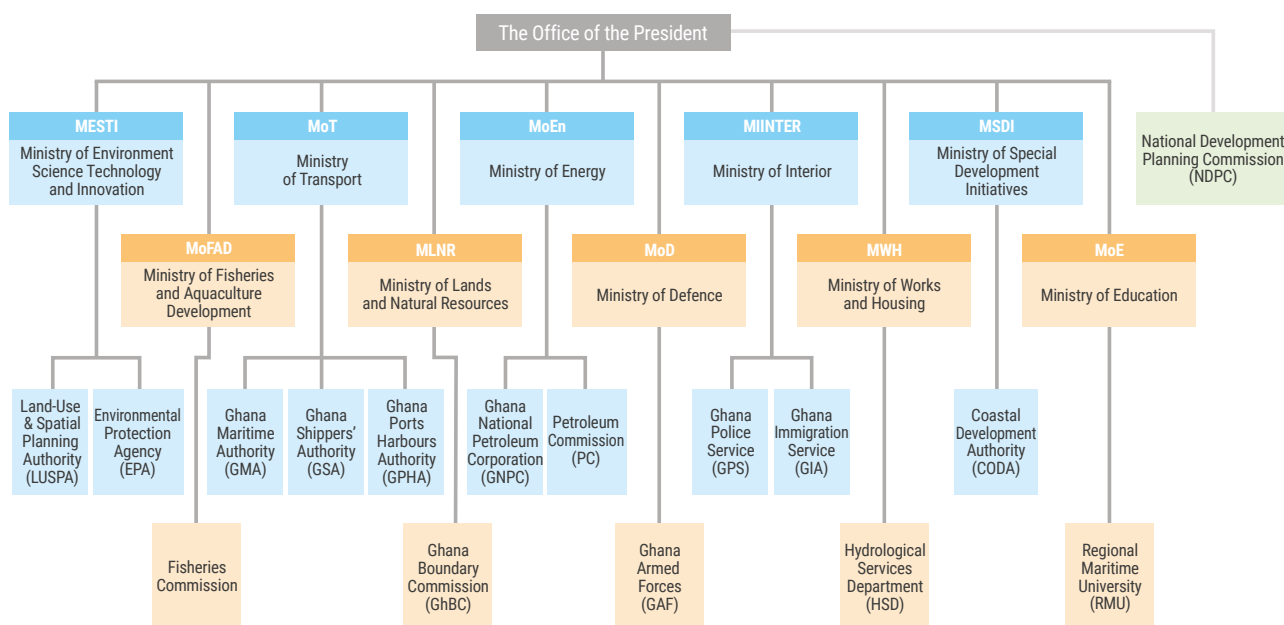 The Office of the President
MESTI
Ministry of Environment
Science Technology
and Innovation
MoT
Ministry
of Transport
MoEn
Ministry of Energy
MIINTER
Ministry of Interior
MSDI
Ministry of Special
Development
Initiatives
National Development
Planning Commission
(NDPC)
MoFAD
Ministry of Fisheries
and Aquaculture
Development
MLNR
Ministry of Lands
and Natural Resources
MoD
Ministry of Defence
MWH
Ministry of Works
and Housing
MoE
Ministry of Education
Land-Use
& Spatial
Planning
Authority
(LUSPA)
Environmental
Protection
Agency
(EPA)
Ghana
Maritime
Authority
(GMA)
Ghana
Shippers'
Authority
(GSA)
Ghana
Ports
Harbours
Authority
(GPHA)
Ghana
National
Petroleum
Corporation
(GNPC)
Petroleum
Commission
(PC)
Ghana
Police
Service
(GPS)
Ghana
Immigration
Service
(GIA)
Coastal
Development
Authority
(CODA)
Fisheries
Commission
Ghana
Boundary
Commission
(GhBC)
Ghana
Armed
Forces
(GAF)
Hydrological
Services
Department
(HSD)
Regional
Maritime
University
(RMU)